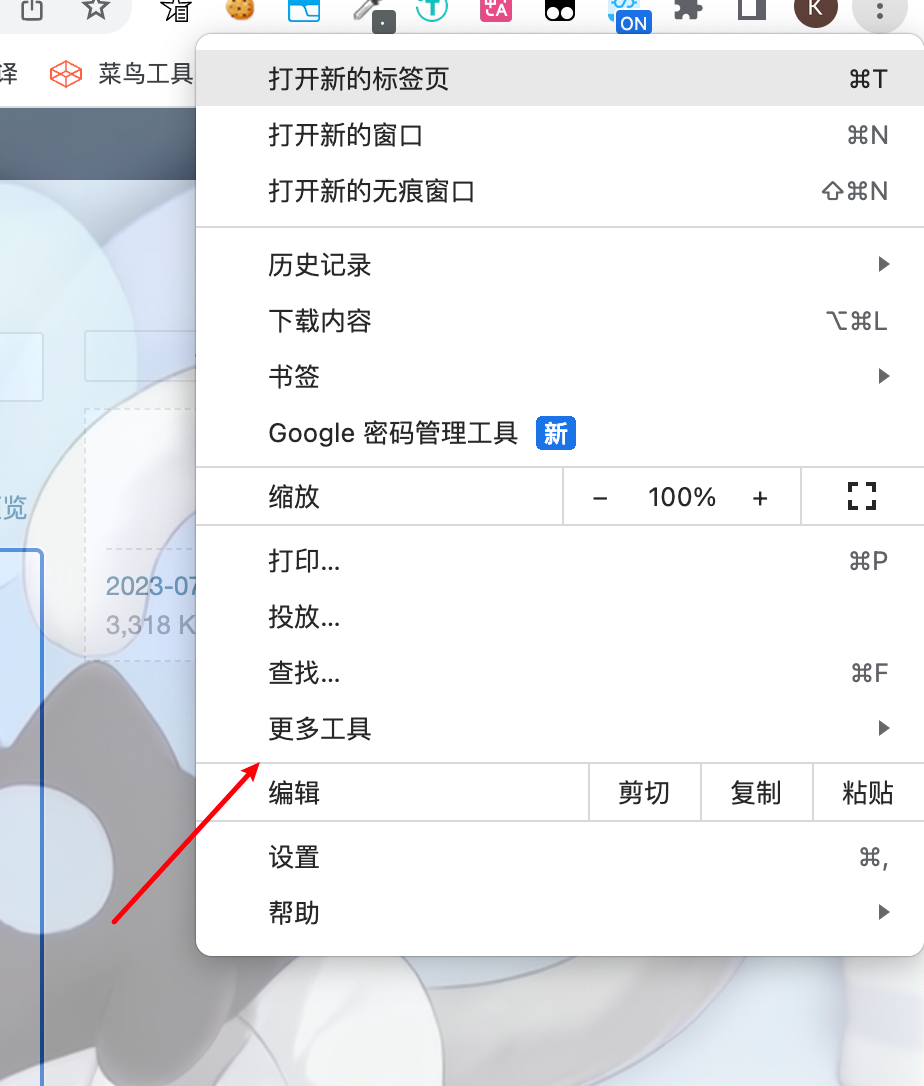 K
ON
译
菜鸟工具
打开新的标签页 ⌘T
打开新的窗口 ⌘N
打开新的无痕窗口 ⇧⌘N
历史记录
下载内容 ⌥⌘L
书签
Google 密码管理工具 新
缩放 − 100% +
打印... ⌘P
投放...
查找... ⌘F
更多工具
编辑 剪切 复制 粘贴
设置 ⌘,
帮助
览
2023-07
3,318 K